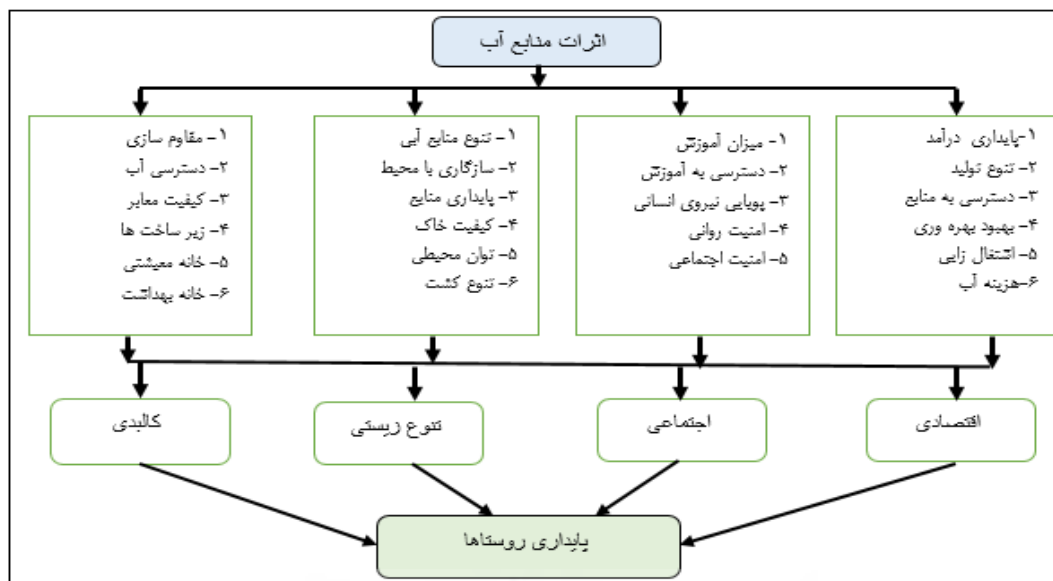 اثرات منابع آب
۱-پایداری درآمد
۲- تنوع تولید
۳- دسترسی به منابع
۴- بهبود بهره وری
۵- اشتغال زایی
۶-هزینه آب
۱- میزان آموزش
۲- دسترسی به آموزش
۳- پویایی نیروی انسانی
۴- امنیت روانی
۵- امنیت اجتماعی
۱- تنوع منابع آبی
۲- سازگاری با محیط
۳- پایداری منابع
۴- کیفیت خاک
۵- توان محیطی
۶- تنوع کشت
۱- مقاوم سازی
۲- دسترسی آب
۳- کیفیت معابر
۴- زیر ساخت ها
۵- خانه معیشتی
۶- خانه بهداشت
اقتصادی
اجتماعی
تنوع زیستی
کالبدی
پایداری روستاها